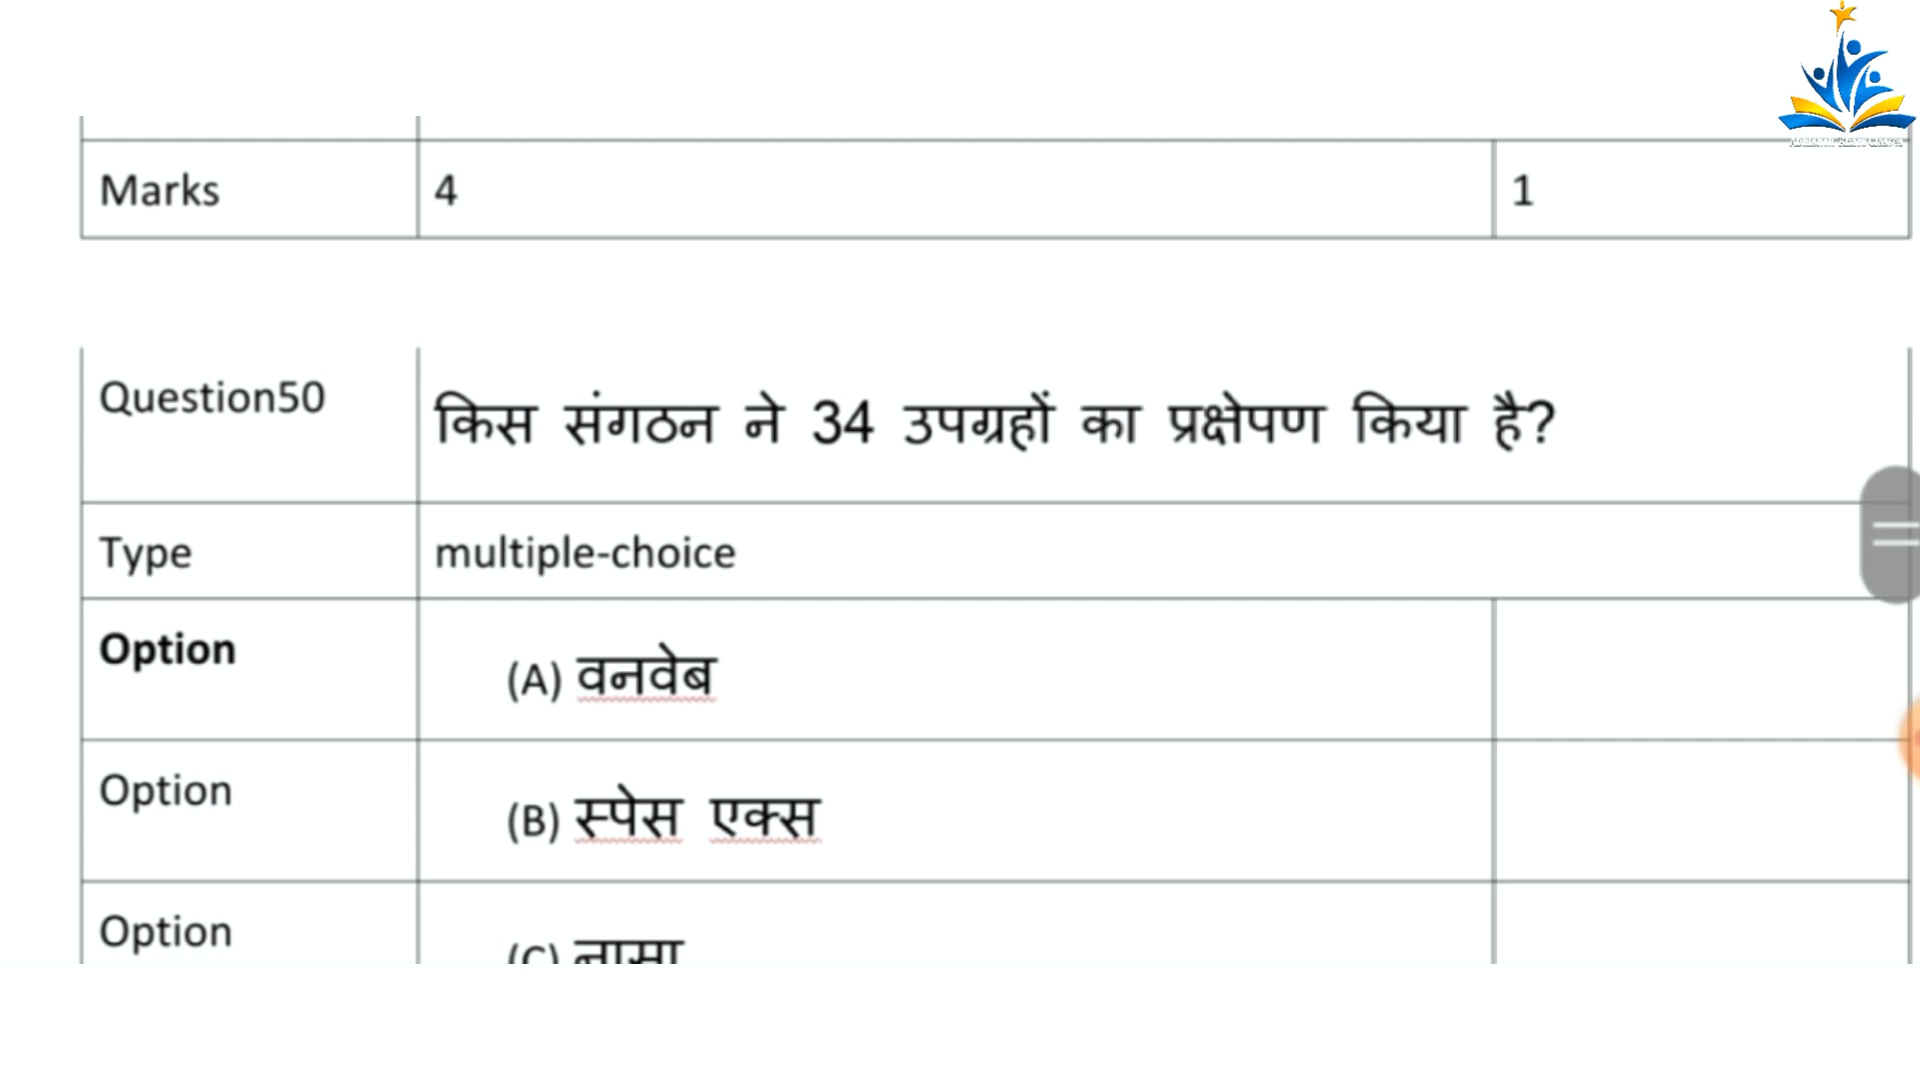 Marks 4 1
Question50 किस संगठन ने 34 उपग्रहों का प्रक्षेपण किया है?
Type multiple-choice
Option (A) वनवेब
Option (B) स्पेस एक्स
Option (C) नासा